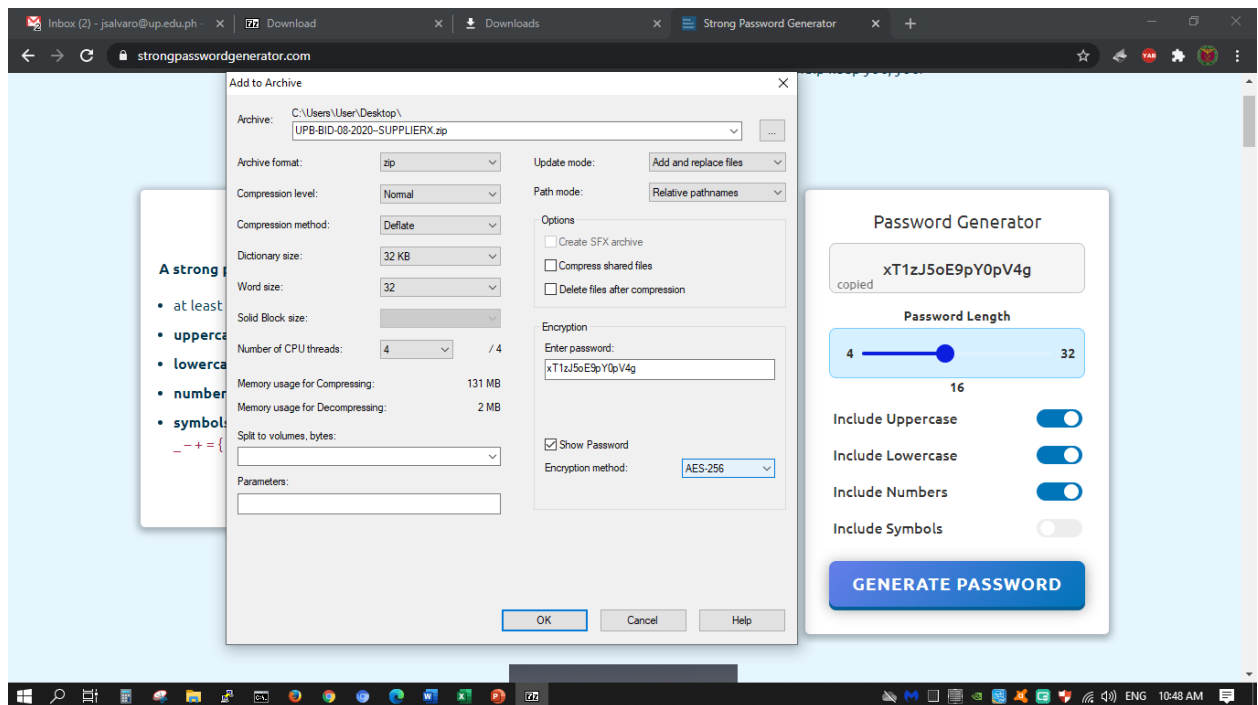 Inbox (2) - jsalvaro@up.edu.ph -
Download
Downloads
Strong Password Generator
strongpasswordgenerator.com
Add to Archive
Archive:
C:\Users\User\Desktop\
UPB-BID-08-2020--SUPPLIERX.zip
...
Archive format:
zip
Compression level:
Normal
Compression method:
Deflate
Dictionary size:
32 KB
Word size:
32
Solid Block size:
Number of CPU threads:
4
/ 4
Memory usage for Compressing:
131 MB
Memory usage for Decompressing:
2 MB
Split to volumes, bytes:
Parameters:
Update mode:
Add and replace files
Path mode:
Relative pathnames
Options
Create SFX archive
Compress shared files
Delete files after compression
Encryption
Enter password:
xT1zJ5oE9pY0pV4g
Show Password
Encryption method:
AES-256
OK
Cancel
Help
A strong
• at least
• upperca
• lowerca
• number
• symbols
_-+={
Password Generator
xT1zJ5oE9pY0pV4g
copied
Password Length
4
32
16
Include Uppercase
Include Lowercase
Include Numbers
Include Symbols
GENERATE PASSWORD
ENG
10:48 AM